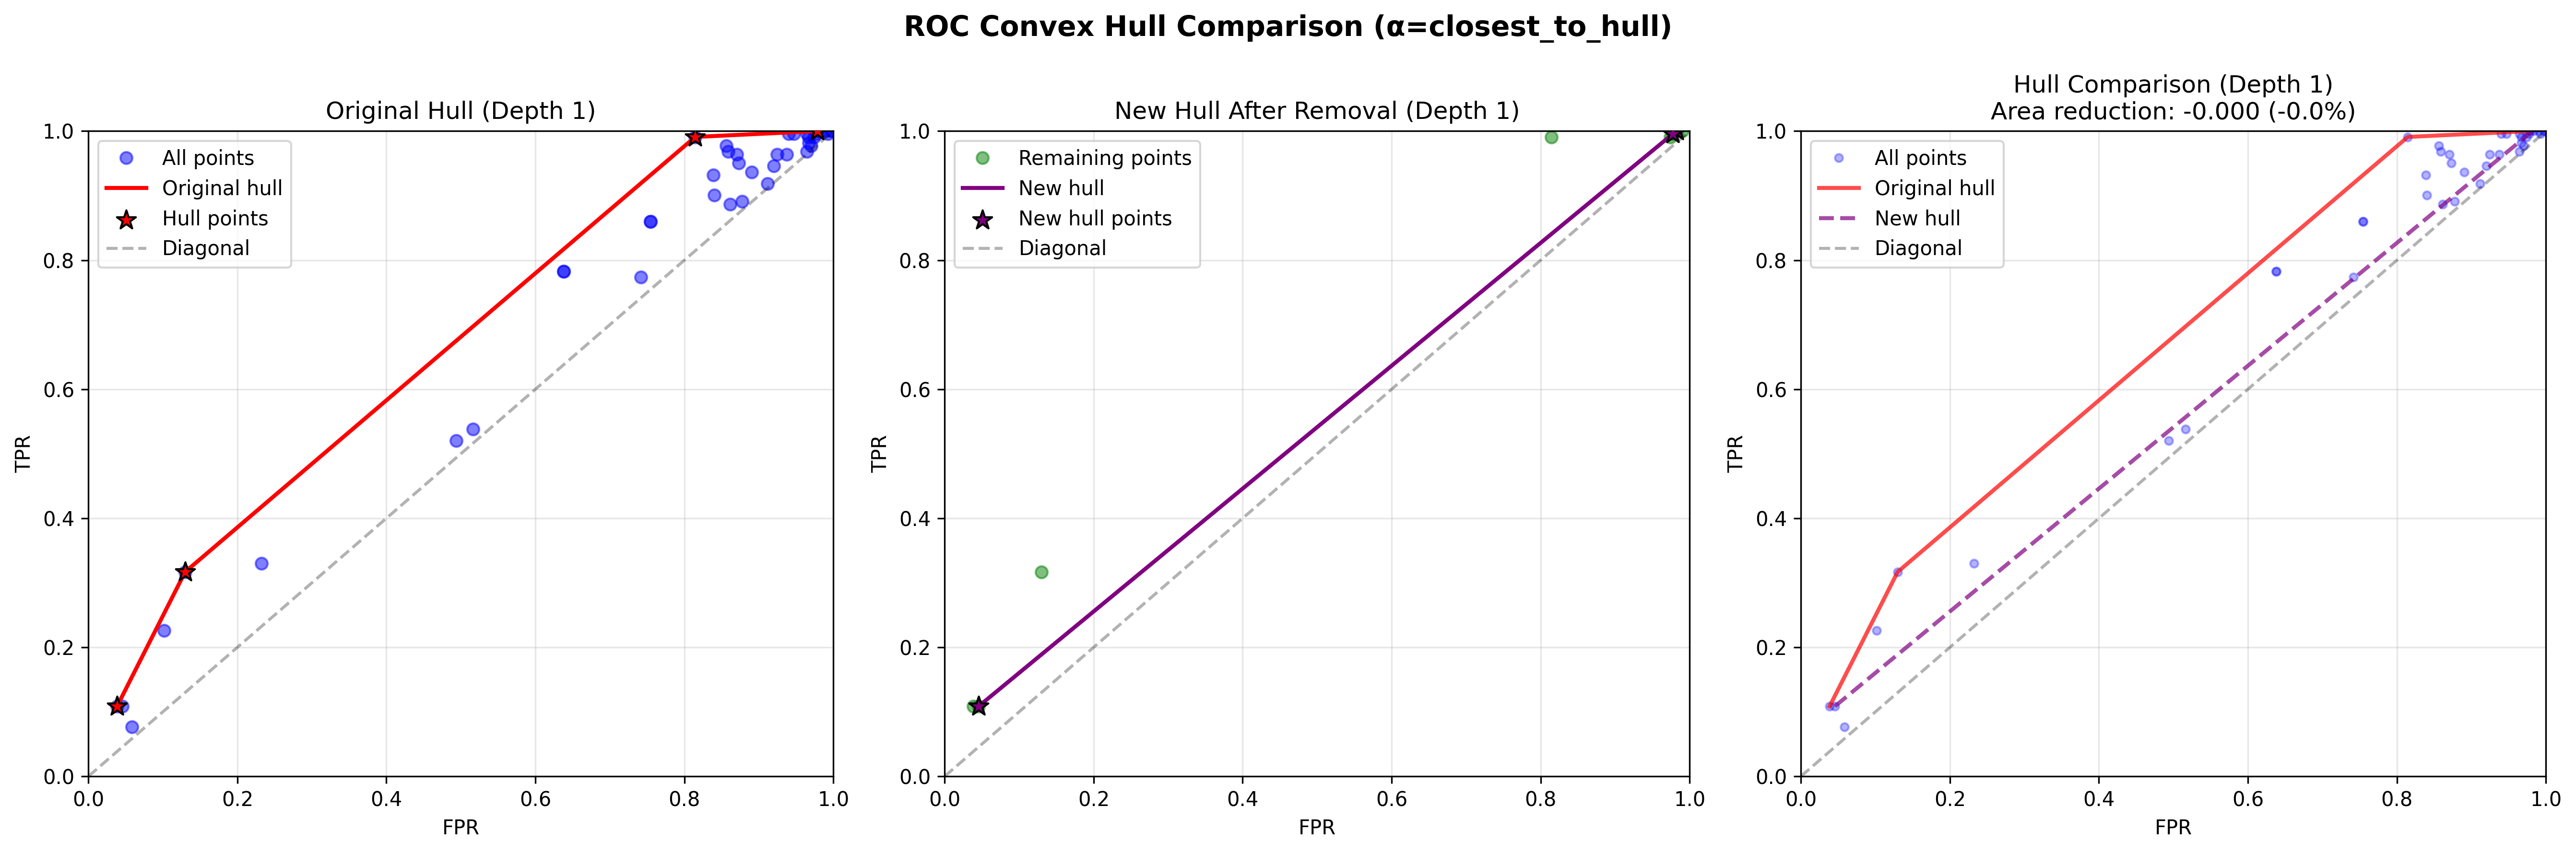 ROC Convex Hull Comparison (α=closest_to_hull)
Original Hull (Depth 1)
1.0
0.8
0.6
0.4
0.2
0.0
TPR
All points
Original hull
Hull points
Diagonal
0.0 0.2 0.4 0.6 0.8 1.0
FPR
New Hull After Removal (Depth 1)
1.0
0.8
0.6
0.4
0.2
0.0
TPR
Remaining points
New hull
New hull points
Diagonal
0.0 0.2 0.4 0.6 0.8 1.0
FPR
Hull Comparison (Depth 1)
Area reduction: -0.000 (-0.0%)
1.0
0.8
0.6
0.4
0.2
0.0
TPR
All points
Original hull
New hull
Diagonal
0.0 0.2 0.4 0.6 0.8 1.0
FPR